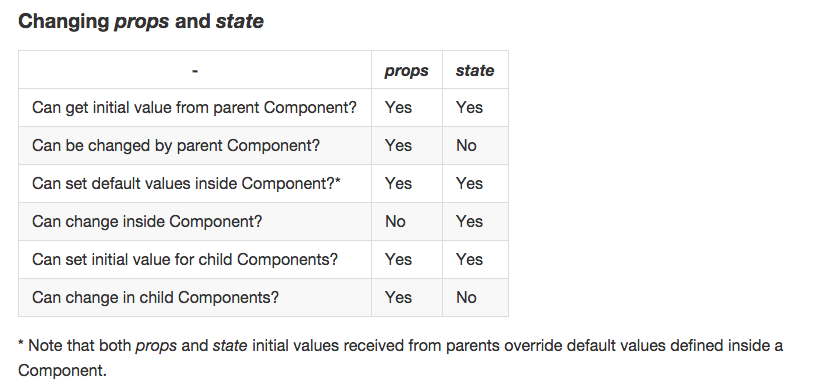 Changing props and state
- props state
Can get initial value from parent Component? Yes Yes
Can be changed by parent Component? Yes No
Can set default values inside Component?* Yes Yes
Can change inside Component? No Yes
Can set initial value for child Components? Yes Yes
Can change in child Components? Yes No
* Note that both props and state initial values received from parents override default values defined inside a
Component.